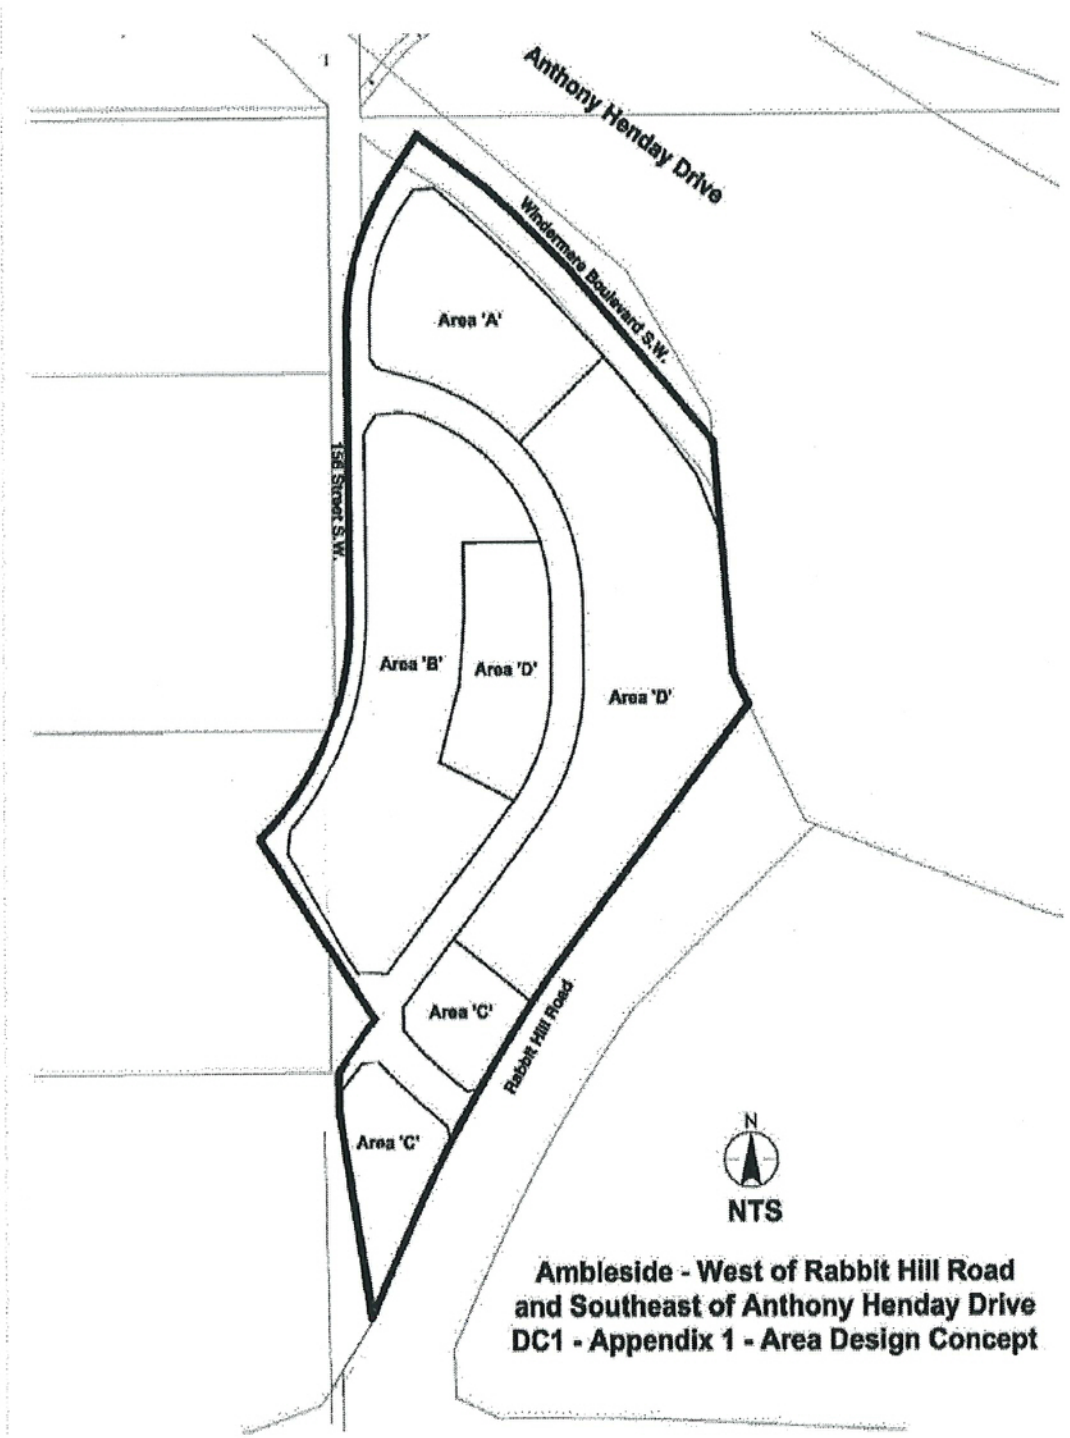 Anthony Henday Drive
Windermere Boulevard S.W.
Area 'A'
156 Street S.W.
Area 'B'
Area 'D'
Area 'D'
Area 'C'
Rabbit Hill Road
Area 'C'
N
NTS
Ambleside - West of Rabbit Hill Road
and Southeast of Anthony Henday Drive
DC1 - Appendix 1 - Area Design Concept